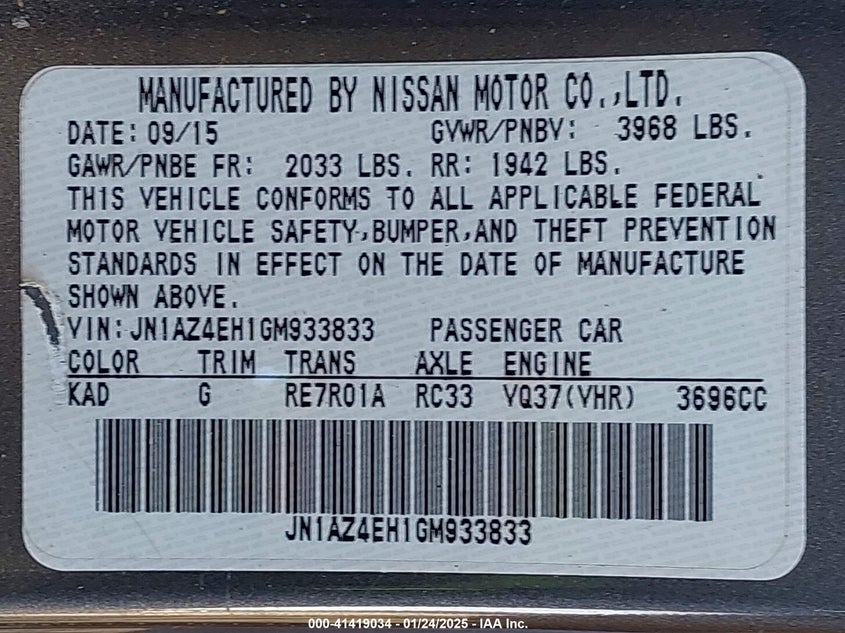 MANUFACTURED BY NISSAN MOTOR CO.,LTD.
DATE: 09/15 GVWR/PNBV: 3968 LBS.
GAWR/PNBE FR: 2033 LBS. RR: 1942 LBS.
THIS VEHICLE CONFORMS TO ALL APPLICABLE FEDERAL
MOTOR VEHICLE SAFETY,BUMPER,AND THEFT PREVENTION
STANDARDS IN EFFECT ON THE DATE OF MANUFACTURE
SHOWN ABOVE.
VIN: JN1AZ4EH1GM933833 PASSENGER CAR
COLOR TRIM TRANS AXLE ENGINE
KAD G RE7R01A RC33 VQ37(VHR) 3696CC
JN1AZ4EH1GM933833
000-41419034 - 01/24/2025 - IAA Inc.